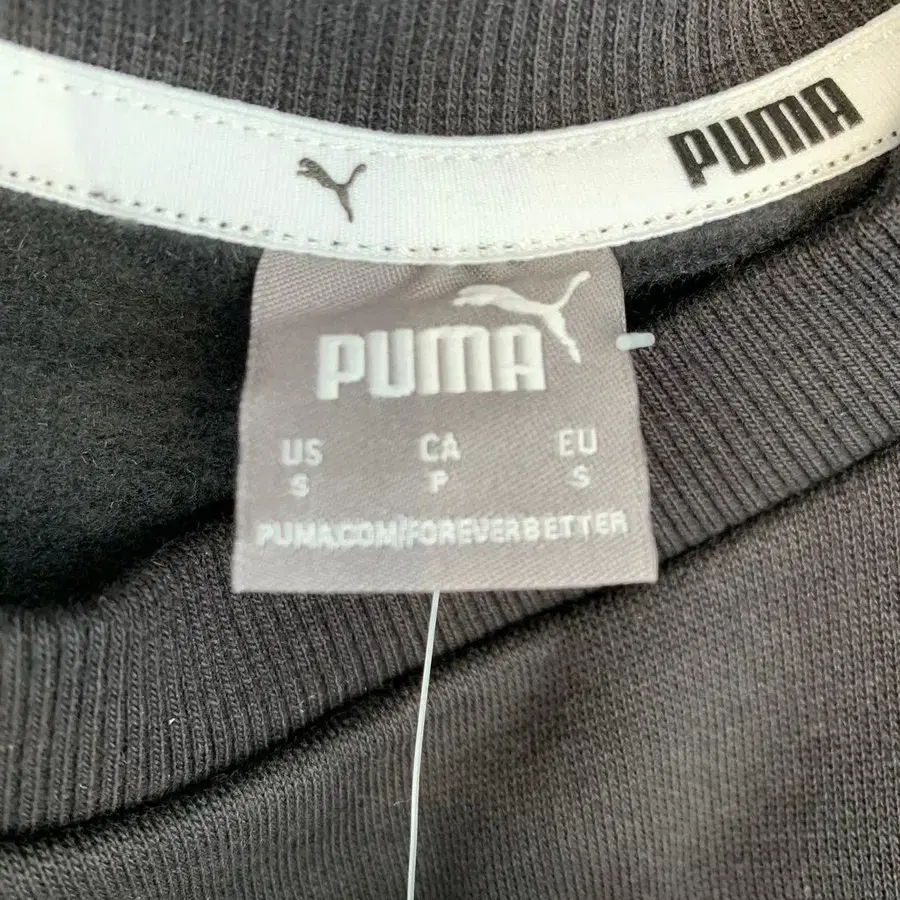 PUMA
PUMA
US CA EU
S P S
PUMA.COM/FOREVERBETTER